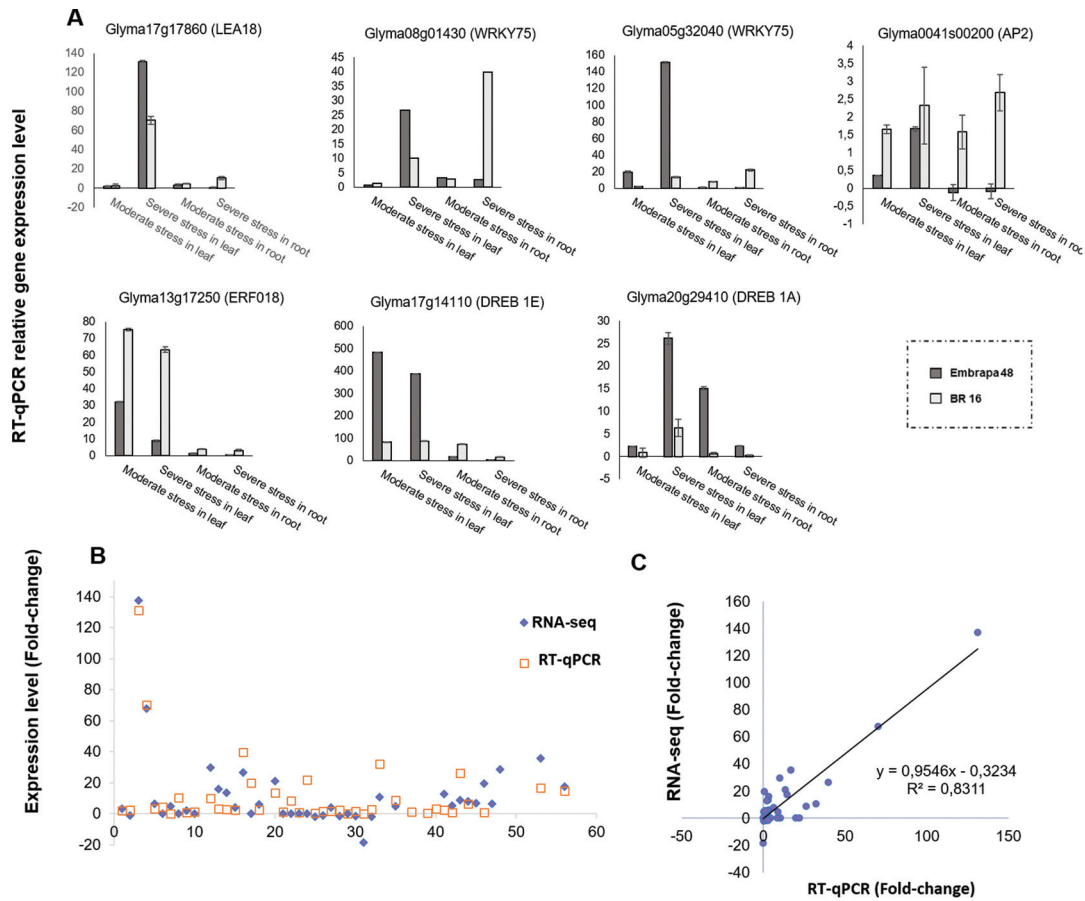 A
RT-qPCR relative gene expression level
Glyma17g17860 (LEA18)
140
120
100
80
60
40
20
0
-20
Moderate stress in leaf
Severe stress in leaf
Moderate stress in root
Severe stress in root
Glyma08g01430 (WRKY75)
45
40
35
30
25
20
15
10
5
0
Moderate stress in leaf
Severe stress in leaf
Moderate stress in root
Severe stress in root
Glyma05g32040 (WRKY75)
160
140
120
100
80
60
40
20
0
Moderate stress in leaf
Severe stress in leaf
Moderate stress in root
Severe stress in root
Glyma0041s00200 (AP2)
4
3,5
3
2,5
2
1,5
1
0,5
0
-0,5
-1
Moderate stress in leaf
Severe stress in leaf
Moderate stress in root
Severe stress in root
Glyma13g17250 (ERF018)
80
70
60
50
40
30
20
10
0
Moderate stress in leaf
Severe stress in leaf
Moderate stress in root
Severe stress in root
Glyma17g14110 (DREB 1E)
600
500
400
300
200
100
0
Moderate stress in leaf
Severe stress in leaf
Moderate stress in root
Severe stress in root
Glyma20g29410 (DREB 1A)
30
25
20
15
10
5
0
-5
Moderate stress in leaf
Severe stress in leaf
Moderate stress in root
Severe stress in root
Embrapa 48
BR 16
B
Expression level (Fold-change)
140
120
100
80
60
40
20
0
-20
0 10 20 30 40 50 60
RNA-seq
RT-qPCR
C
RNA-seq (Fold-change)
160
140
120
100
80
60
40
20
0
-20
-40
-50 0 50 100 150
y = 0,9546x - 0,3234
R² = 0,8311
RT-qPCR (Fold-change)